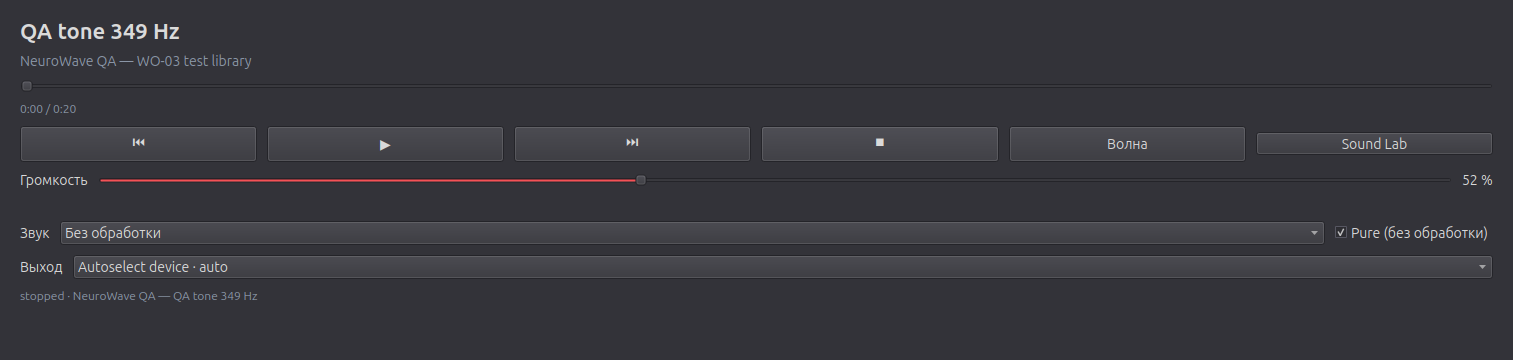 QA tone 349 Hz
NeuroWave QA — WO-03 test library
0:00 / 0:20
Волна
Sound Lab
Громкость 52 %
Звук Без обработки Pure (без обработки)
Выход Autoselect device · auto
stopped · NeuroWave QA — QA tone 349 Hz